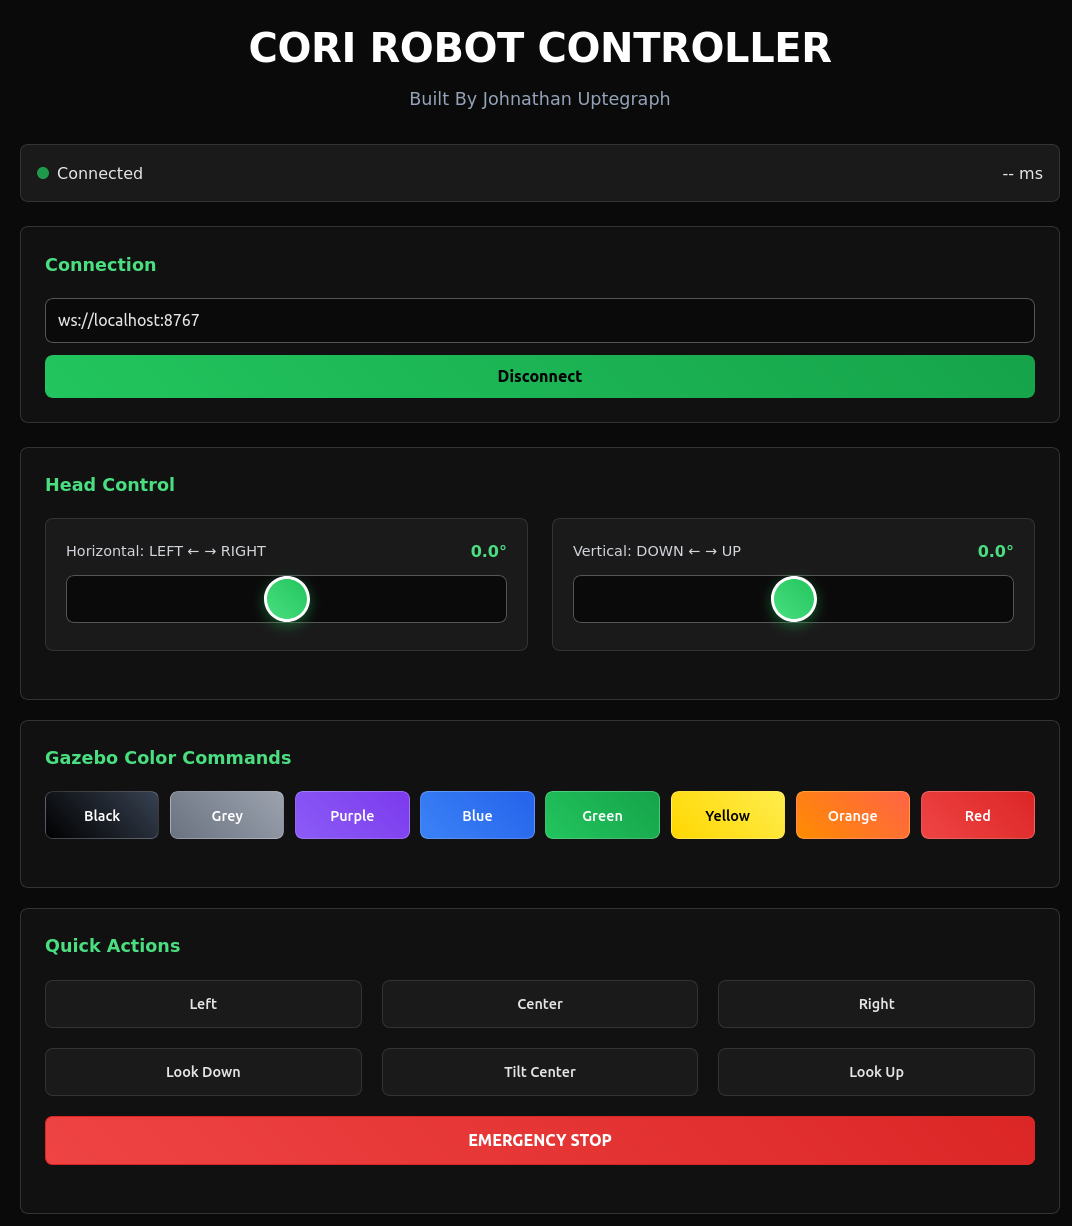 CORI ROBOT CONTROLLER
Built By Johnathan Uptegraph
Connected
-- ms
Connection
ws://localhost:8767
Disconnect
Head Control
Horizontal: LEFT ← → RIGHT
0.0°
Vertical: DOWN ← → UP
0.0°
Gazebo Color Commands
Black
Grey
Purple
Blue
Green
Yellow
Orange
Red
Quick Actions
Left
Center
Right
Look Down
Tilt Center
Look Up
EMERGENCY STOP